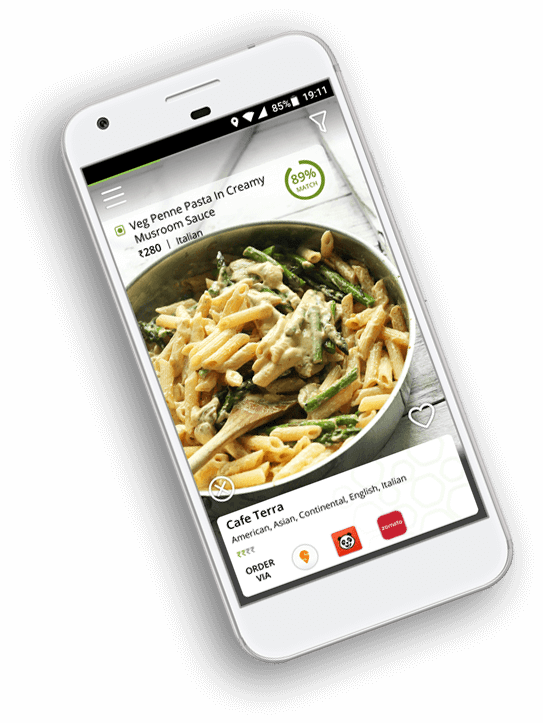 85% 19:11
Veg Penne Pasta In Creamy
Musroom Sauce
₹280 | Italian
89%
MATCH
Cafe Terra
American, Asian, Continental, English, Italian
₹₹₹₹
ORDER
VIA
zomato